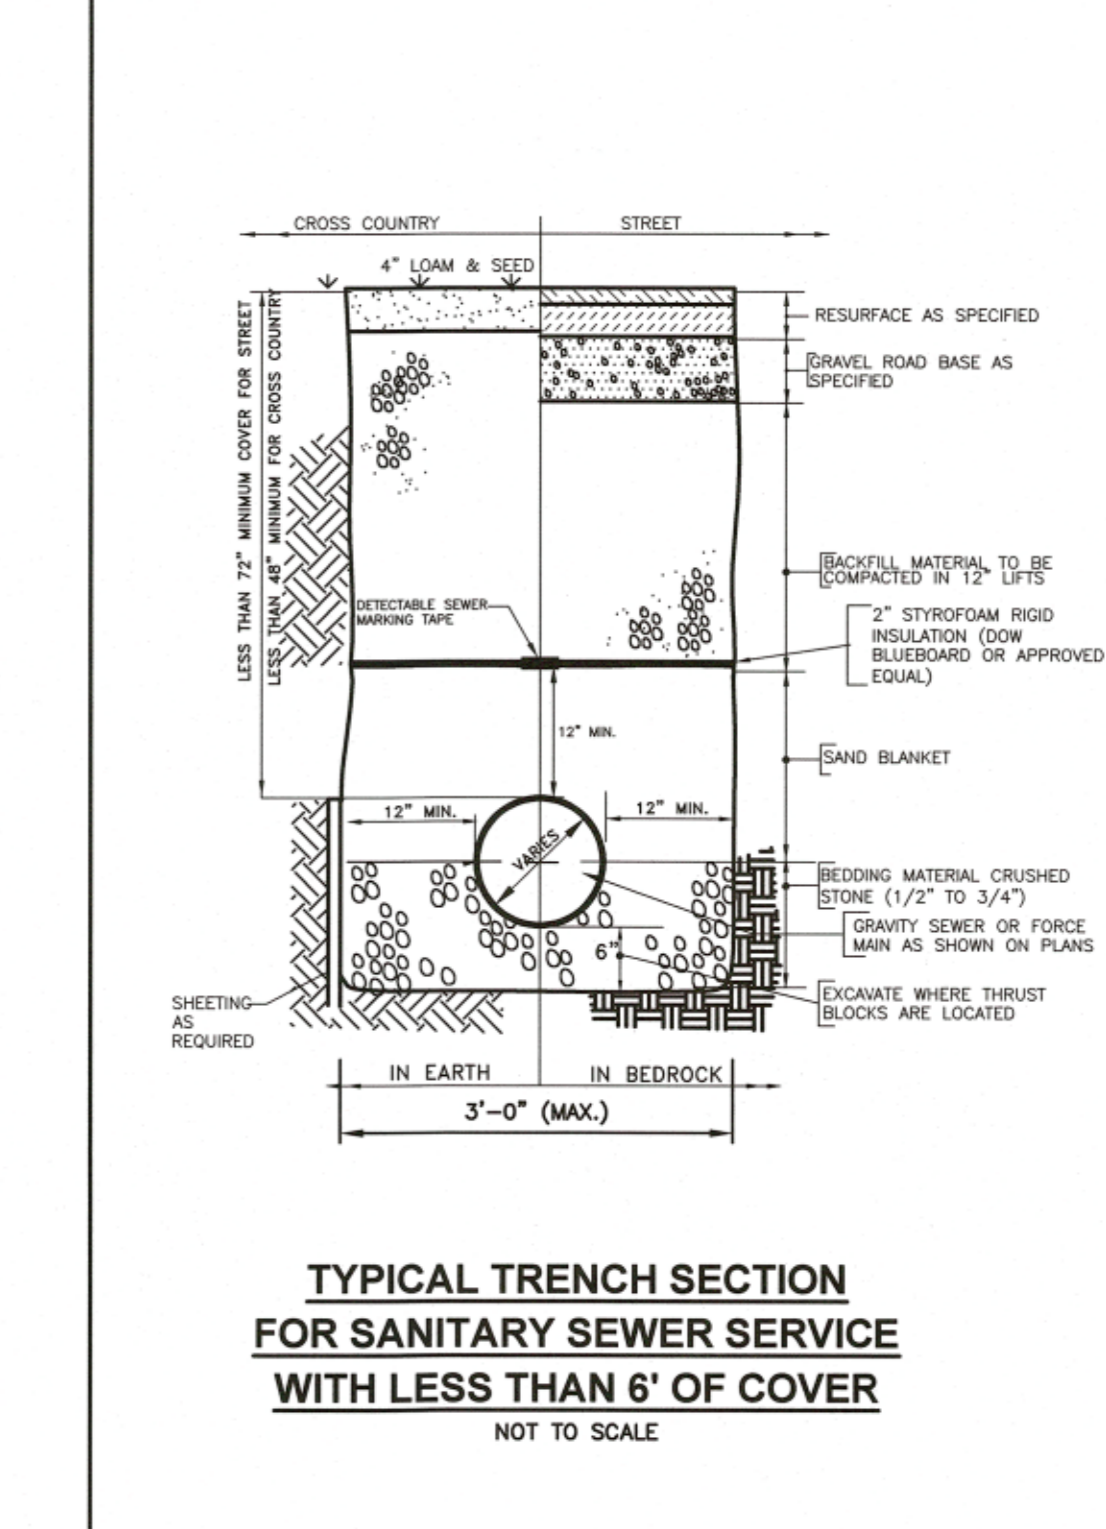 CROSS COUNTRY
STREET
4" LOAM & SEED
LESS THAN 72" MINIMUM COVER FOR STREET
LESS THAN 48" MINIMUM FOR CROSS COUNTRY
RESURFACE AS SPECIFIED
GRAVEL ROAD BASE AS
SPECIFIED
BACKFILL MATERIAL TO BE
COMPACTED IN 12" LIFTS
DETECTABLE SEWER
MARKING TAPE
2" STYROFOAM RIGID
INSULATION (DOW
BLUEBOARD OR APPROVED
EQUAL)
12" MIN.
SAND BLANKET
12" MIN.
12" MIN.
VARIES
BEDDING MATERIAL CRUSHED
STONE (1/2" TO 3/4")
GRAVITY SEWER OR FORCE
MAIN AS SHOWN ON PLANS
6"
EXCAVATE WHERE THRUST
BLOCKS ARE LOCATED
SHEETING
AS
REQUIRED
IN EARTH
IN BEDROCK
3'-0" (MAX.)
TYPICAL TRENCH SECTION
FOR SANITARY SEWER SERVICE
WITH LESS THAN 6' OF COVER
NOT TO SCALE